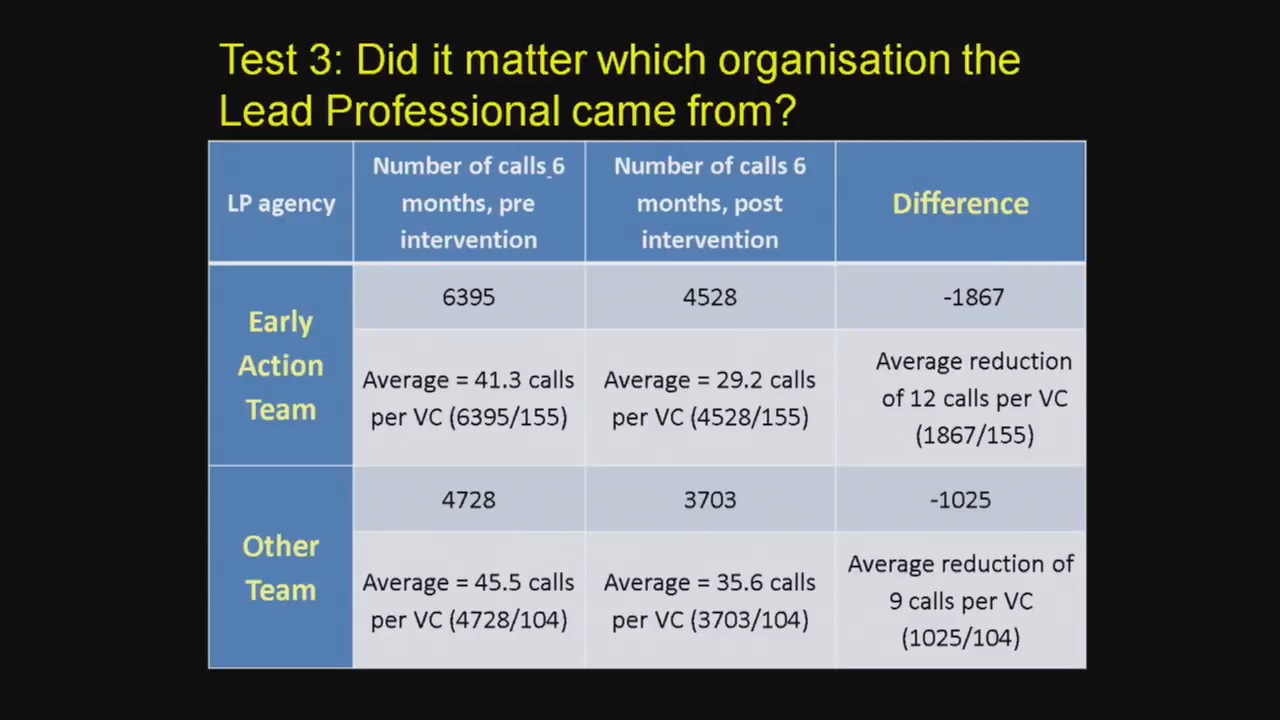 Test 3: Did it matter which organisation the
Lead Professional came from?
LP agency
Number of calls 6
months, pre
intervention
Number of calls 6
months, post
intervention
Difference
Early
Action
Team
6395
4528
-1867
Average = 41.3 calls
per VC (6395/155)
Average = 29.2 calls
per VC (4528/155)
Average reduction
of 12 calls per VC
(1867/155)
Other
Team
4728
3703
-1025
Average = 45.5 calls
per VC (4728/104)
Average = 35.6 calls
per VC (3703/104)
Average reduction of
9 calls per VC
(1025/104)